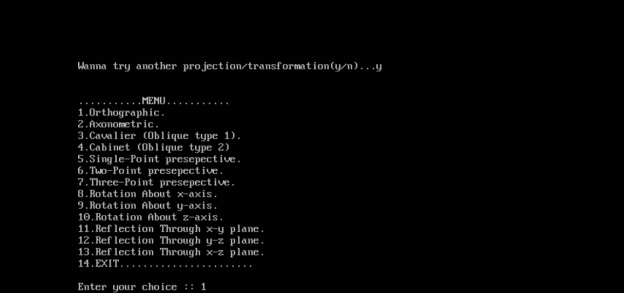 Wanna try another projection/transformation(y/n)...y
...........MENU...........
1.Orthographic.
2.Axonometric.
3.Cavalier (Oblique type 1).
4.Cabinet (Oblique type 2)
5.Single-Point presepective.
6.Two-Point presepective.
7.Three-Point presepective.
8.Rotation About x-axis.
9.Rotation About y-axis.
10.Rotation About z-axis.
11.Reflection Through x-y plane.
12.Reflection Through y-z plane.
13.Reflection Through x-z plane.
14.EXIT.......................
Enter your choice :: 1